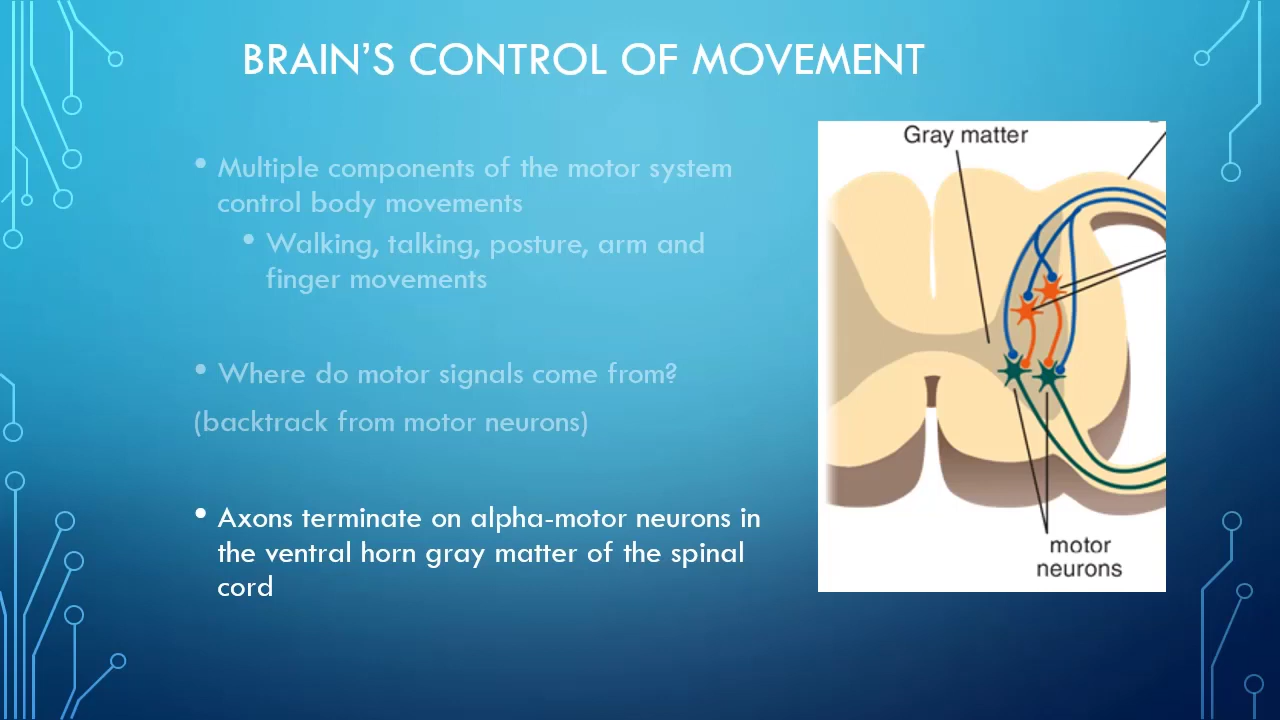 BRAIN'S CONTROL OF MOVEMENT
• Multiple components of the motor system
control body movements
• Walking, talking, posture, arm and
finger movements
• Where do motor signals come from?
(backtrack from motor neurons)
• Axons terminate on alpha-motor neurons in
the ventral horn gray matter of the spinal
cord
Gray matter
motor
neurons